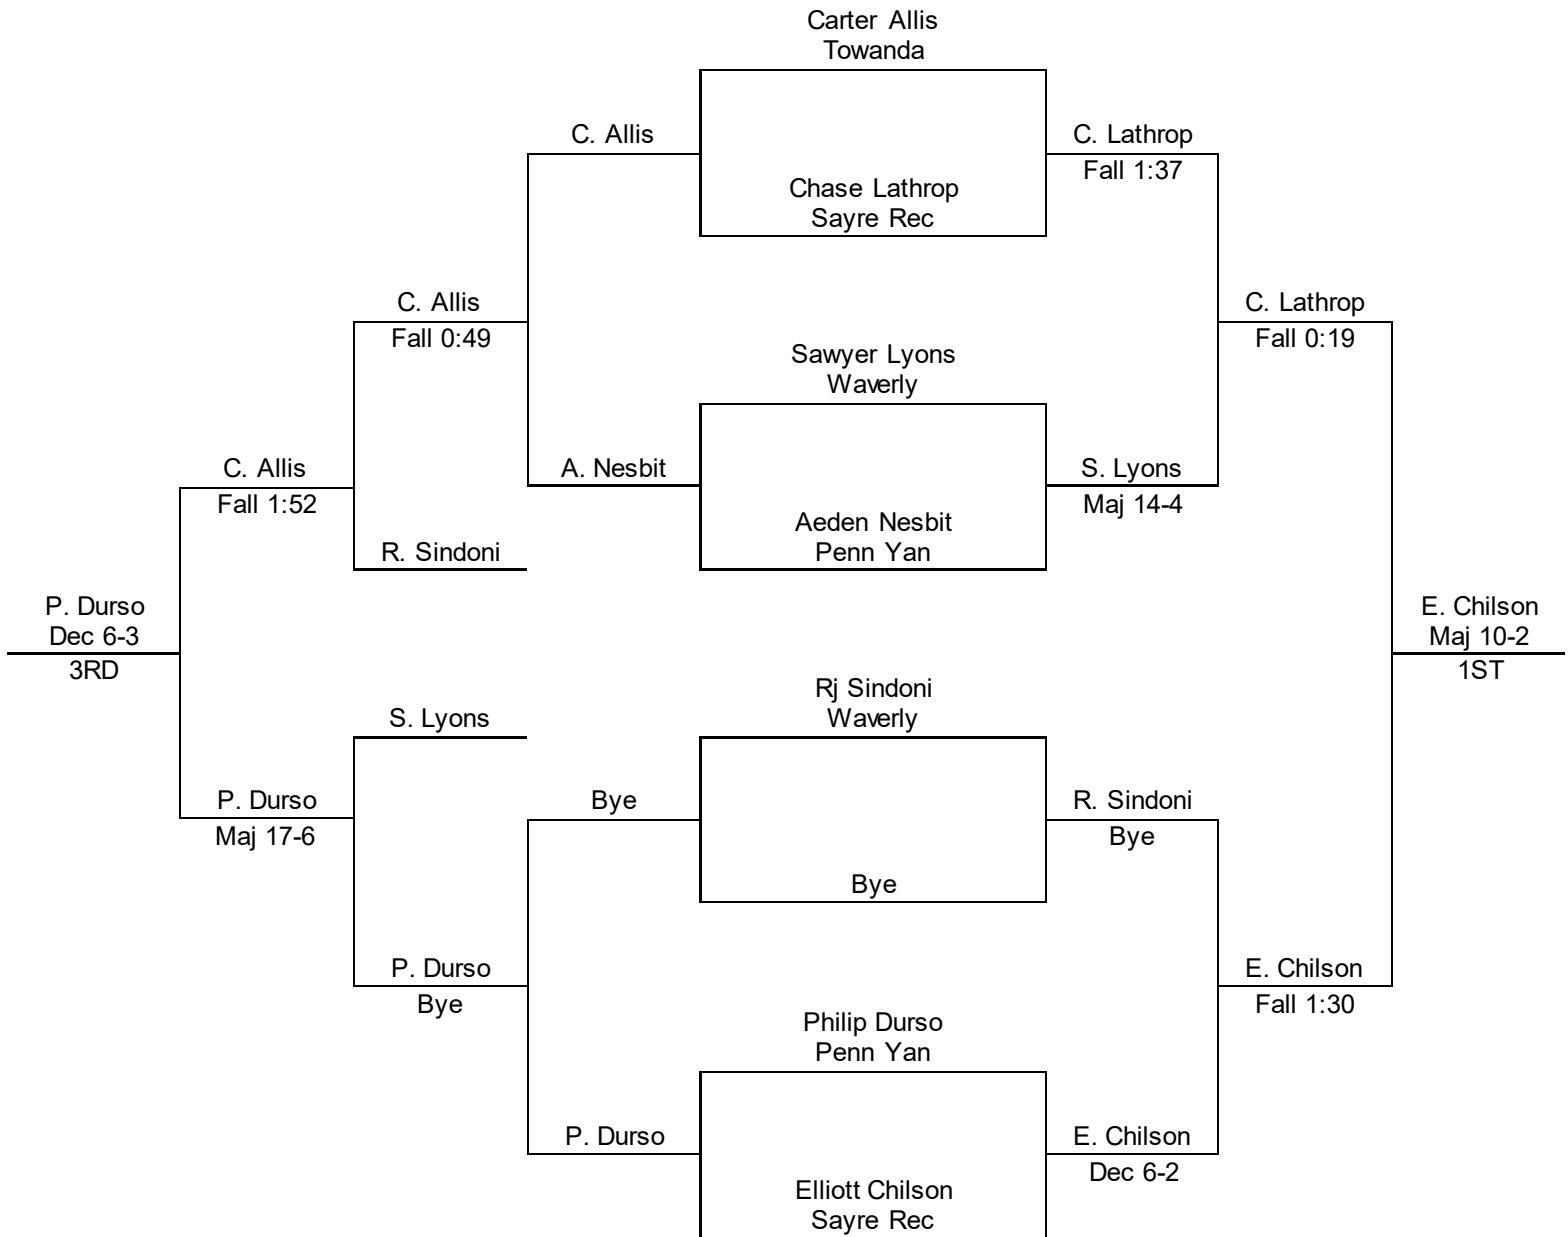 Carter Allis
Towanda
C. Allis
C. Lathrop
Fall 1:37
Chase Lathrop
Sayre Rec
C. Allis
Fall 0:49
C. Lathrop
Fall 0:19
Sawyer Lyons
Waverly
C. Allis
Fall 1:52
A. Nesbit
S. Lyons
Maj 14-4
Aeden Nesbit
Penn Yan
R. Sindoni
P. Durso
Dec 6-3
3RD
E. Chilson
Maj 10-2
1ST
Rj Sindoni
Waverly
S. Lyons
P. Durso
Maj 17-6
Bye
R. Sindoni
Bye
Bye
P. Durso
Bye
E. Chilson
Fall 1:30
Philip Durso
Penn Yan
P. Durso
E. Chilson
Dec 6-2
Elliott Chilson
Sayre Rec